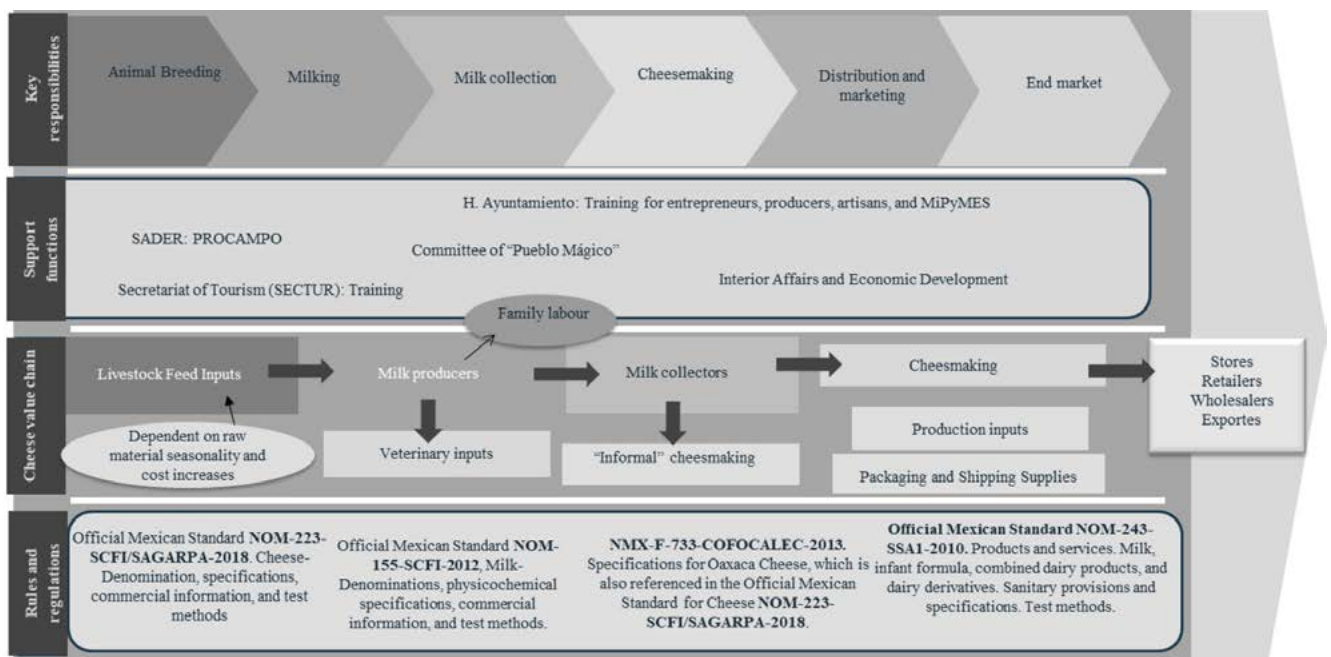 Key
responsibilities
Animal Breeding
Milking
Milk collection
Cheesemaking
Distribution and
marketing
End market
Support
functions
H. Ayuntamiento: Training for entrepreneurs, producers, artisans, and MiPyMES
SADER: PROCAMPO
Committee of “Pueblo Mágico”
Interior Affairs and Economic Development
Secretariat of Tourism (SECTUR): Training
Family labour
Cheese value chain
Livestock Feed Inputs
Milk producers
Milk collectors
Cheesmaking
Stores
Retailers
Wholesalers
Exportes
Dependent on raw
material seasonality and
cost increases
Veterinary inputs
“Informal” cheesmaking
Production inputs
Packaging and Shipping Supplies
Rules and
regulations
Official Mexican Standard NOM-223-
SCFI/SAGARPA-2018. Cheese-
Denomination, specifications,
commercial information, and test
methods
Official Mexican Standard NOM-
155-SCFI-2012, Milk-
Denominations, physicochemical
specifications, commercial
information, and test methods.
NMX-F-733-COFOCALEC-2013.
Specifications for Oaxaca Cheese, which is
also referenced in the Official Mexican
Standard for Cheese NOM-223-
SCFI/SAGARPA-2018.
Official Mexican Standard NOM-243-
SSA1-2010. Products and services. Milk,
infant formula, combined dairy products, and
dairy derivatives. Sanitary provisions and
specifications. Test methods.